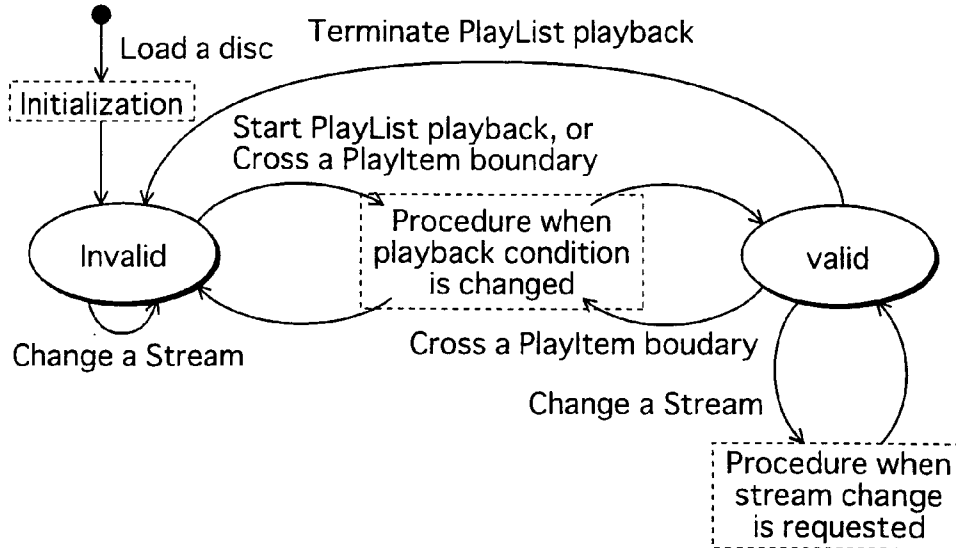 Load a disc
Terminate PlayList playback
Initialization
Start PlayList playback, or
Cross a PlayItem boundary
Procedure when
playback condition
is changed
Invalid
valid
Change a Stream
Cross a PlayItem boudary
Change a Stream
Procedure when
stream change
is requested